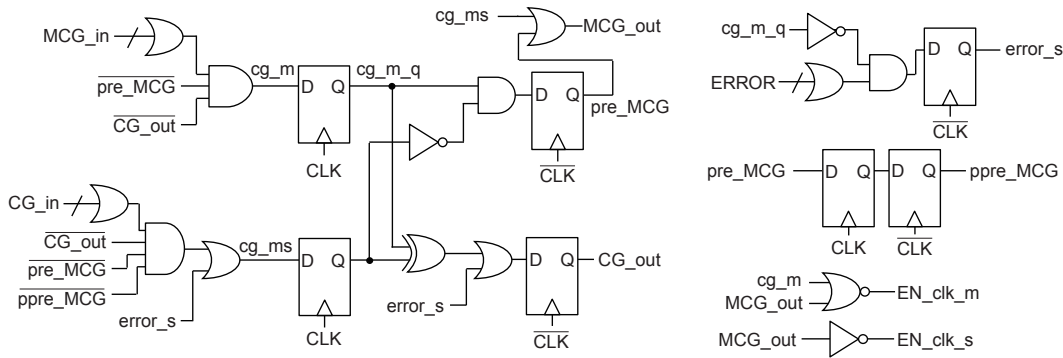 MCG_in
pre_MCG
CG_out
cg_m
D Q
CLK
cg_m_q
cg_ms
MCG_out
D Q
pre_MCG
CLK
CG_in
CG_out
pre_MCG
ppre_MCG
error_s
cg_ms
D Q
CLK
error_s
D Q
CG_out
CLK
cg_m_q
ERROR
D Q
error_s
CLK
pre_MCG
D Q
D Q
ppre_MCG
CLK
CLK
cg_m
MCG_out
EN_clk_m
MCG_out
EN_clk_s